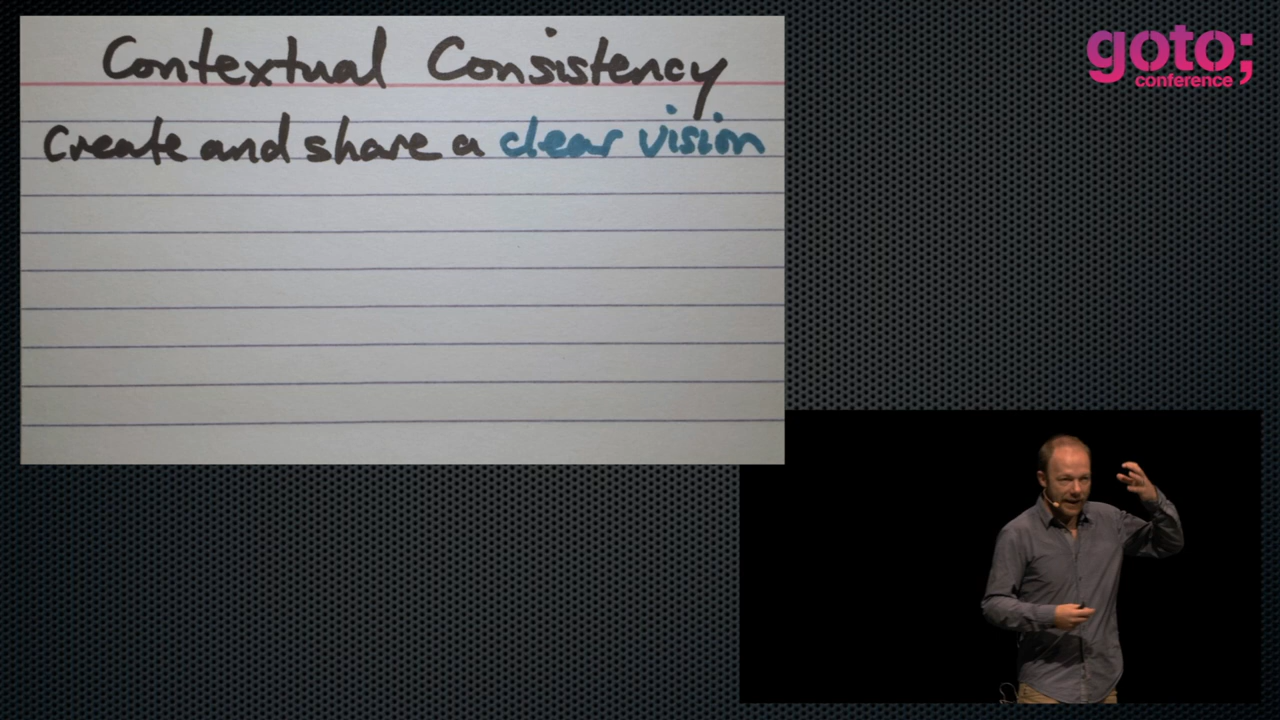 Contextual Consistency
Create and share a clear vision
goto;
conference